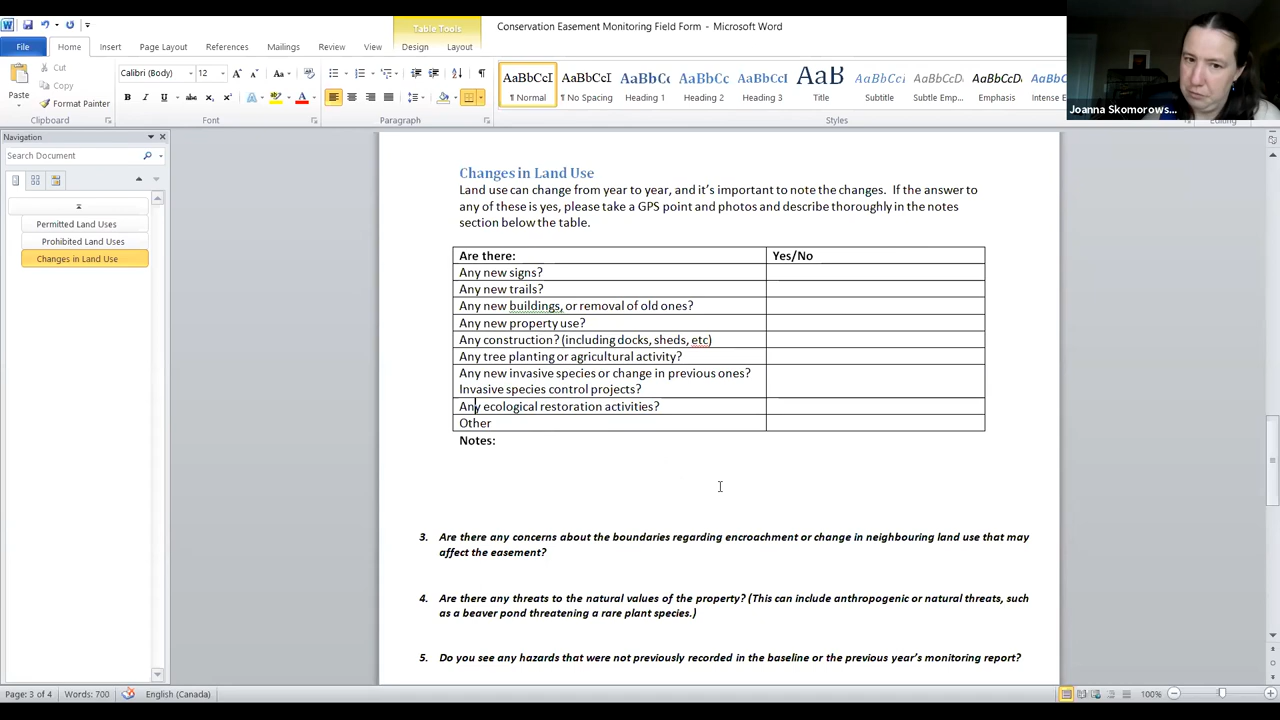 Table Tools
Conservation Easement Monitoring Field Form - Microsoft Word
File Home Insert Page Layout References Mailings Review View Design Layout
Cut
Copy
Format Painter
Paste
Clipboard
Calibri (Body) 12
Font
Paragraph
AaBbCcI AaBbCcI AaBbCc AaBbCc AaBbCcI AaB AaBbCcI AaBbCcI AaBbCcI
¶ Normal ¶ No Spacing Heading 1 Heading 2 Heading 3 Title Subtitle Subtle Emp... Emphasis Intense E
Styles
Joanna Skomorows...
Navigation
Search Document
Permitted Land Uses
Prohibited Land Uses
Changes in Land Use
Changes in Land Use
Land use can change from year to year, and it's important to note the changes. If the answer to
any of these is yes, please take a GPS point and photos and describe thoroughly in the notes
section below the table.
Are there: Yes/No
Any new signs?
Any new trails?
Any new buildings, or removal of old ones?
Any new property use?
Any construction? (including docks, sheds, etc)
Any tree planting or agricultural activity?
Any new invasive species or change in previous ones?
Invasive species control projects?
Any ecological restoration activities?
Other
Notes:
3. Are there any concerns about the boundaries regarding encroachment or change in neighbouring land use that may
affect the easement?
4. Are there any threats to the natural values of the property? (This can include anthropogenic or natural threats, such
as a beaver pond threatening a rare plant species.)
5. Do you see any hazards that were not previously recorded in the baseline or the previous year's monitoring report?
Page: 3 of 4 Words: 700 English (Canada) 100%